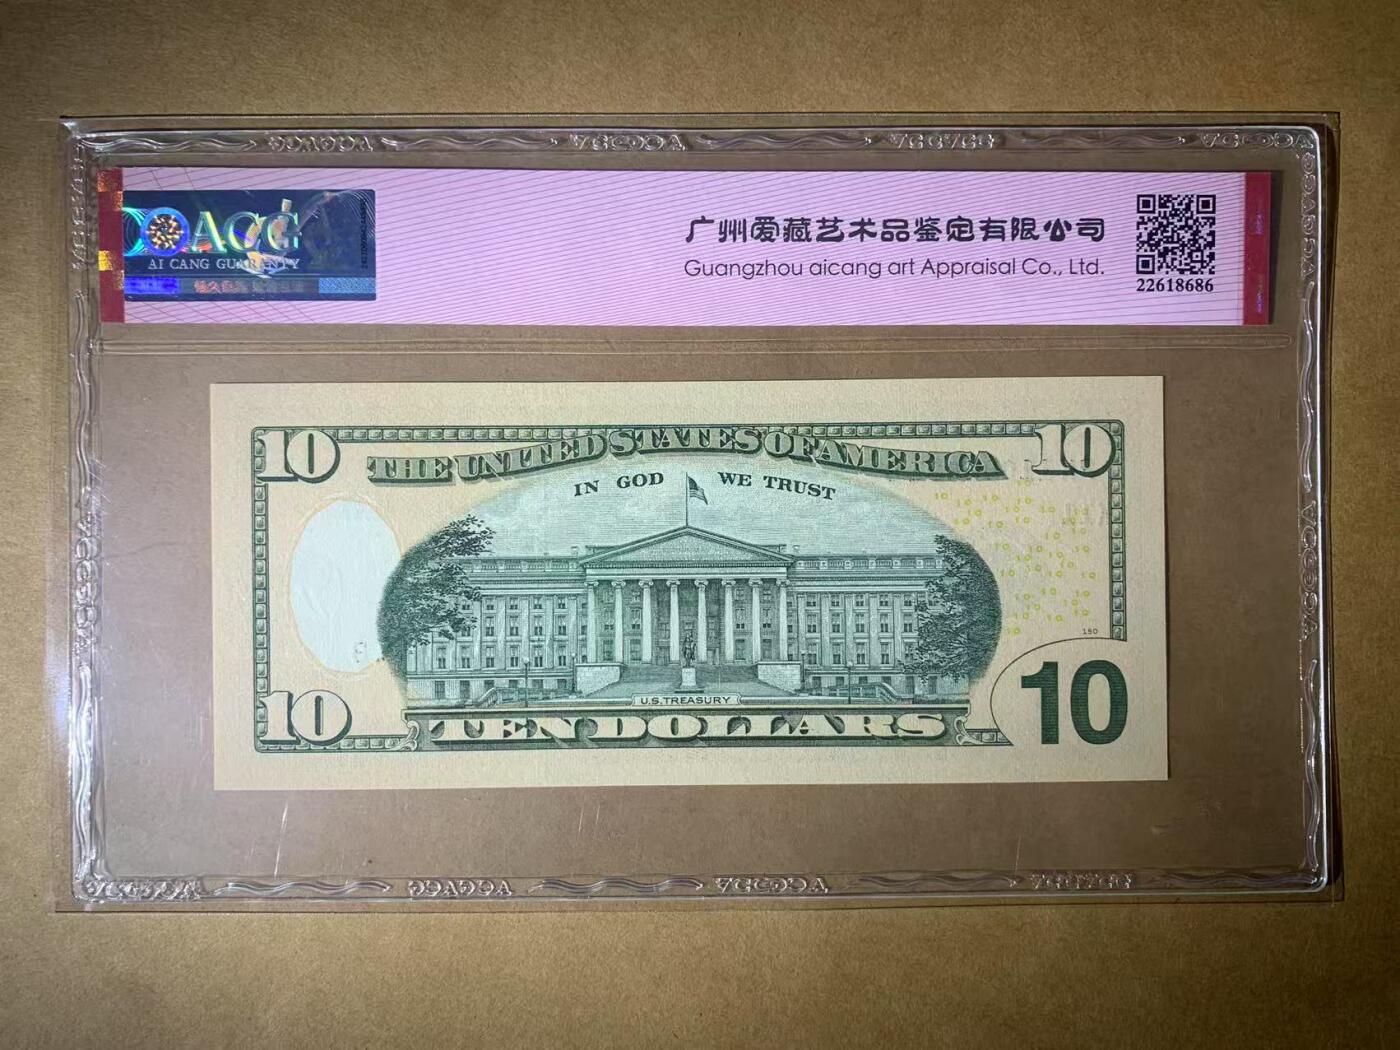 ACG
AI CANG GUARANTY
广州爱藏艺术品鉴定有限公司
Guangzhou aicang art Appraisal Co., Ltd.
22618686
10
THE UNITED STATES OF AMERICA
10
IN GOD WE TRUST
150
U.S. TREASURY
10
TEN DOLLARS
10